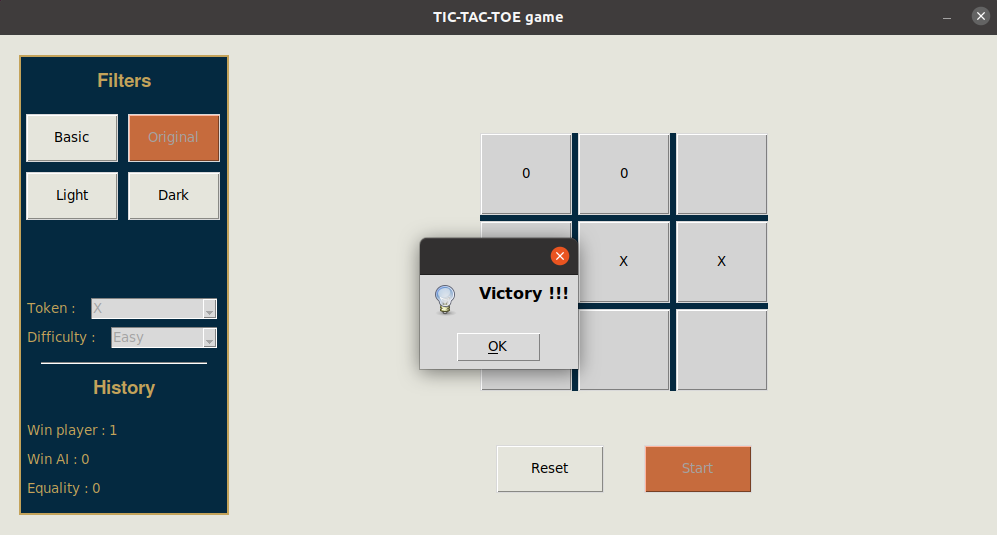 TIC-TAC-TOE game
Filters
Basic
Original
Light
Dark
Token :
X
Difficulty :
Easy
History
Win player : 1
Win AI : 0
Equality : 0
0
0
X
X
Victory !!!
OK
Reset
Start